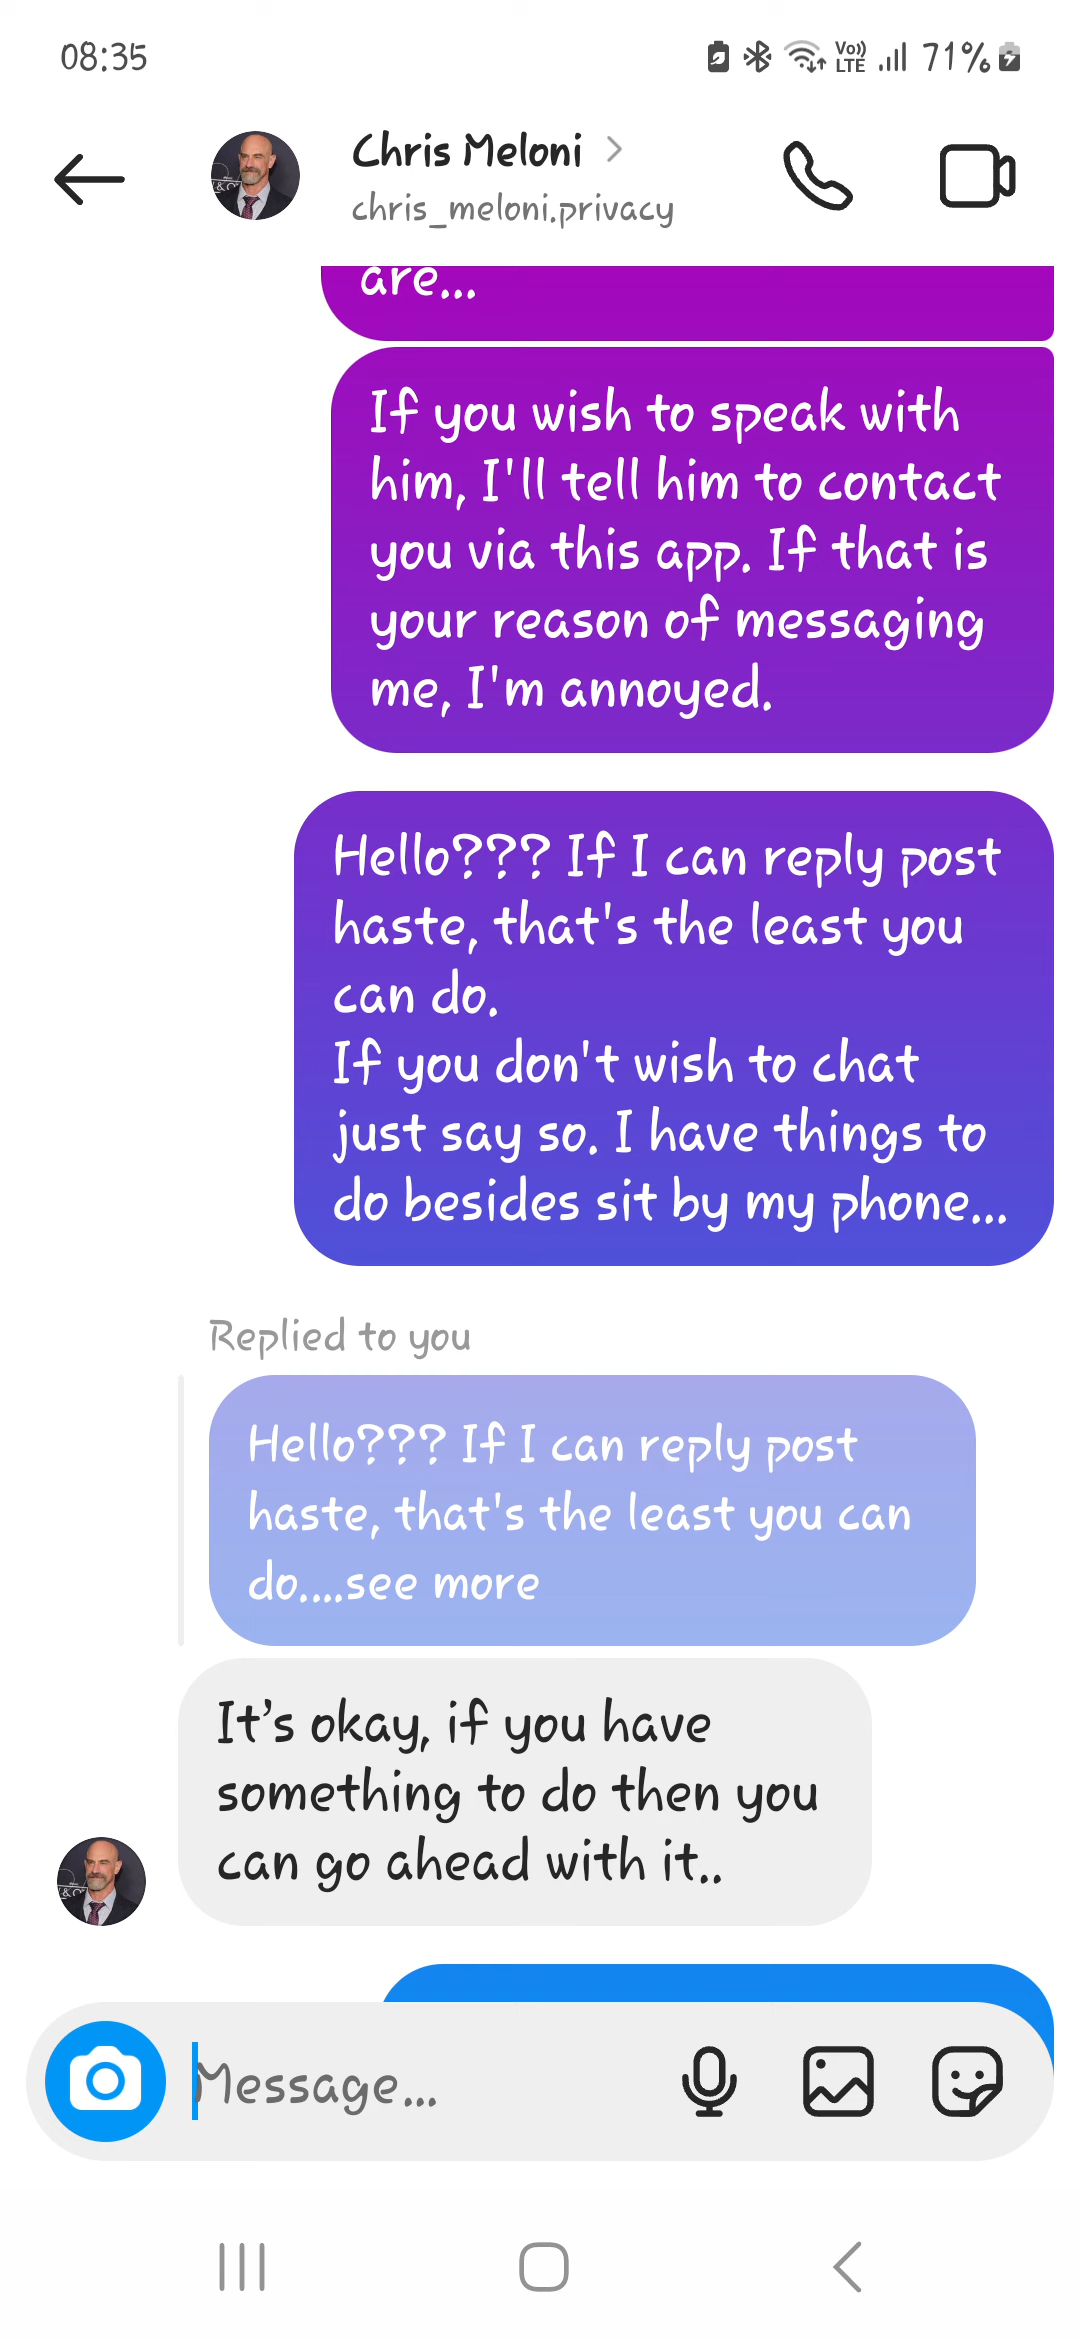 08:35
Vo))
LTE
71%
Chris Meloni
chris_meloni.privacy
are...
If you wish to speak with
him, I'll tell him to contact
you via this app. If that is
your reason of messaging
me, I'm annoyed.
Hello??? If I can reply post
haste, that's the least you
can do.
If you don't wish to chat
just say so. I have things to
do besides sit by my phone...
Replied to you
Hello??? If I can reply post
haste, that's the least you can
do....see more
It’s okay, if you have
something to do then you
can go ahead with it..
Message...